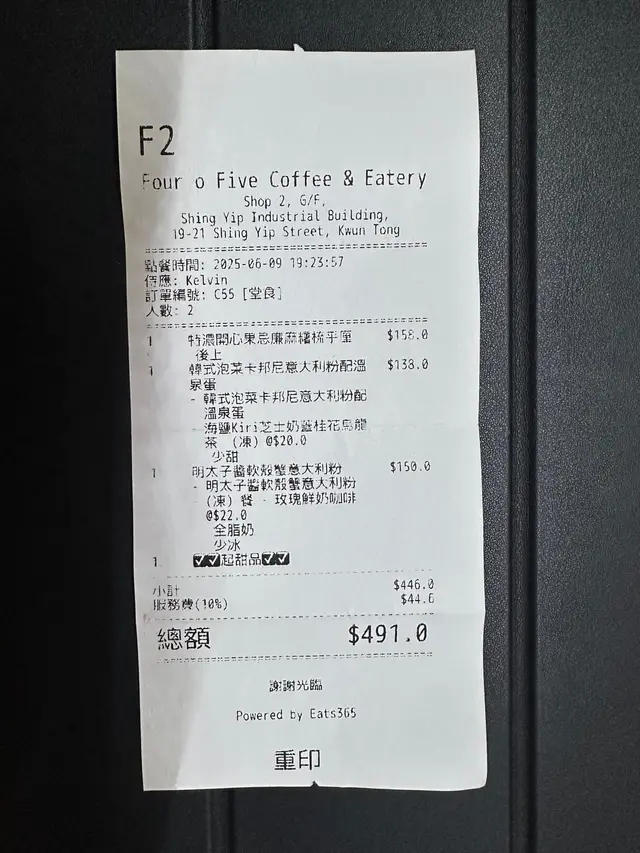 F2
Four o Five Coffee & Eatery
Shop 2, G/F,
Shing Yip Industrial Building,
19-21 Shing Yip Street, Kwun Tong
點餐時間: 2025-06-09 19:23:57
侍應: Kelvin
訂單編號: C55 [堂食]
人數: 2
1 特濃開心果忌廉麻糬梳乎厘 $158.0
後上
1 韓式泡菜卡邦尼意大利粉配溫 $138.0
泉蛋
- 韓式泡菜卡邦尼意大利粉配
溫泉蛋
- 海鹽Kiri芝士奶蓋桂花烏龍
茶 (凍) @$20.0
少甜
1 明太子醬軟殼蟹意大利粉 $150.0
- 明太子醬軟殼蟹意大利粉
- (凍) 餐 - 玫瑰鮮奶咖啡
@$22.0
全脂奶
少冰
1 ✅✅起甜品✅✅
小計 $446.0
服務費(10%) $44.6
總額 $491.0
謝謝光臨
Powered by Eats365
重印